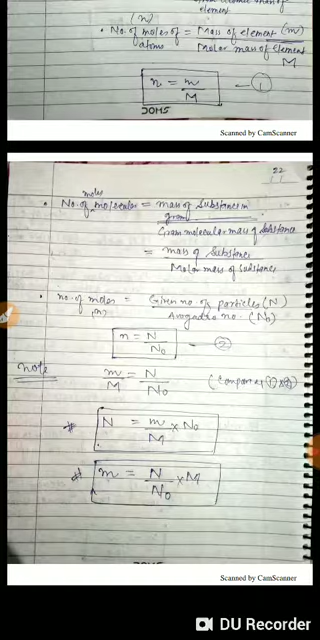 element
(n)
• No. of moles of = Mass of element (m)
atoms Molar mass of element
M
n = m/M — ①
Scanned by CamScanner
22
moles
• No. of molecules = mass of Substance in
gram
Gram molecular mass of Substance
= mass of Substance
Molar mass of substance
• no. of moles = Given no of particles (N)
(n) Avogadro no. (N₀)
n = N/N₀ — ②
Note
m/M = N/N₀ (Compare ① & ②)
# N = m/M × N₀
# m = N/N₀ × M
Scanned by CamScanner
DU Recorder